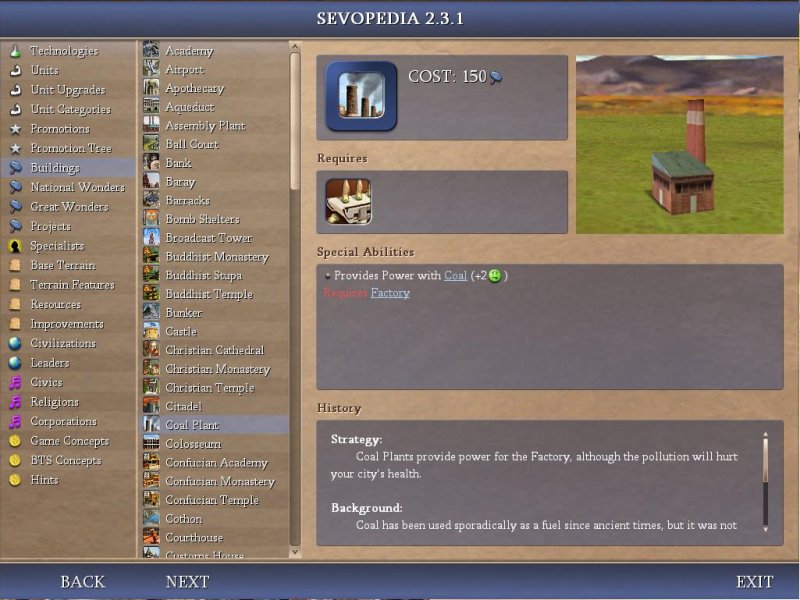 SEVOPEDIA 2.3.1
Technologies
Units
Unit Upgrades
Unit Categories
Promotions
Promotion Tree
Buildings
National Wonders
Great Wonders
Projects
Specialists
Base Terrain
Terrain Features
Resources
Improvements
Civilizations
Leaders
Civics
Religions
Corporations
Game Concepts
BTS Concepts
Hints
Academy
Airport
Apothecary
Aqueduct
Assembly Plant
Ball Court
Bank
Baray
Barracks
Bomb Shelters
Broadcast Tower
Buddhist Monastery
Buddhist Stupa
Buddhist Temple
Bunker
Castle
Christian Cathedral
Christian Monastery
Christian Temple
Citadel
Coal Plant
Colosseum
Confucian Academy
Confucian Monastery
Confucian Temple
Cothon
Courthouse
Customs House
COST: 150
Requires
Special Abilities
• Provides Power with Coal (+2 )
Requires Factory
History
Strategy:
Coal Plants provide power for the Factory, although the pollution will hurt
your city's health.
Background:
Coal has been used sporadically as a fuel since ancient times, but it was not
BACK NEXT EXIT